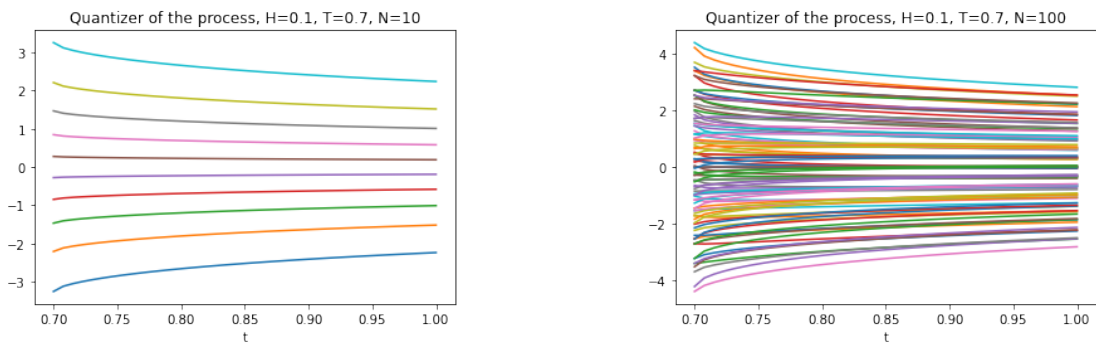 Quantizer of the process, H=0.1, T=0.7, N=10
3
2
1
0
−1
−2
−3
0.70 0.75 0.80 0.85 0.90 0.95 1.00
t
Quantizer of the process, H=0.1, T=0.7, N=100
4
2
0
−2
−4
0.70 0.75 0.80 0.85 0.90 0.95 1.00
t